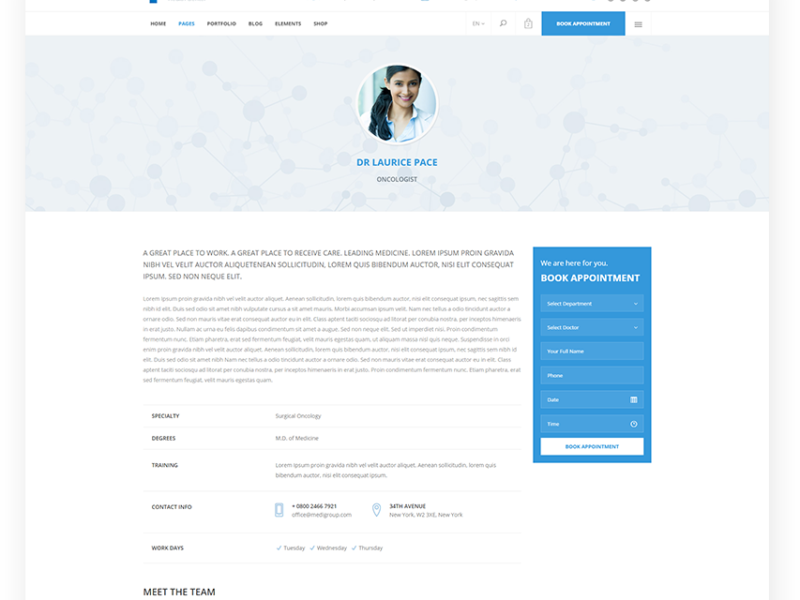 HOME PAGES PORTFOLIO BLOG ELEMENTS SHOP EN BOOK APPOINTMENT
DR LAURICE PACE
ONCOLOGIST
A GREAT PLACE TO WORK. A GREAT PLACE TO RECEIVE CARE. LEADING MEDICINE. LOREM IPSUM PROIN GRAVIDA
NIBH VEL VELIT AUCTOR ALIQUETENEAN SOLLICITUDIN, LOREM QUIS BIBENDUM AUCTOR, NISI ELIT CONSEQUAT
IPSUM, SED NON NEQUE ELIT.
Lorem ipsum proin gravida nibh vel velit auctor aliquet. Aenean sollicitudin, lorem quis bibendum auctor, nisi elit consequat ipsum, nec sagittis sem nibh
id elit. Duis sed odio sit amet nibh vulputate cursus a sit amet mauris. Morbi accumsan ipsum velit. Nam nec tellus a odio tincidunt auctor a
ornare odio. Sed non mauris vitae erat consequat auctor eu in elit. Class aptent taciti sociosqu ad litora torquent per conubia nostra, per inceptos himenaeos
in erat justo. Nullam ac urna eu felis dapibus condimentum sit amet a augue. Sed non neque elit. Sed ut imperdiet nisi. Proin condimentum
fermentum nunc. Etiam pharetra, erat sed fermentum feugiat, velit mauris egestas quam, ut aliquam massa nisl quis neque. Suspendisse in orci
enim proin gravida nibh vel velit auctor aliquet. Aenean sollicitudin, lorem quis bibendum auctor, nisi elit consequat ipsum, nec sagittis sem nibh id
elit. Duis sed odio sit amet nibh Nam nec tellus a odio tincidunt auctor a ornare odio. Sed non mauris vitae erat consequat auctor eu in elit. Class
aptent taciti sociosqu ad litora torquent per conubia nostra, per inceptos himenaeos. Proin condimentum fermentum nunc. Etiam pharetra, erat
sed fermentum feugiat, velit mauris egestas quam.
SPECIALTY Surgical Oncology
DEGREES M.D. of Medicine
TRAINING Lorem ipsum proin gravida nibh vel velit auctor aliquet. Aenean sollicitudin, lorem quis
bibendum auctor, nisi elit consequat ipsum.
CONTACT INFO + 0800 2466 7921 34TH AVENUE
office@medigroup.com New York, W2 3XE, New York
WORK DAYS Tuesday Wednesday Thursday
MEET THE TEAM
We are here for you.
BOOK APPOINTMENT
Select Department
Select Doctor
Your Full Name
Phone
Date
Time
BOOK APPOINTMENT